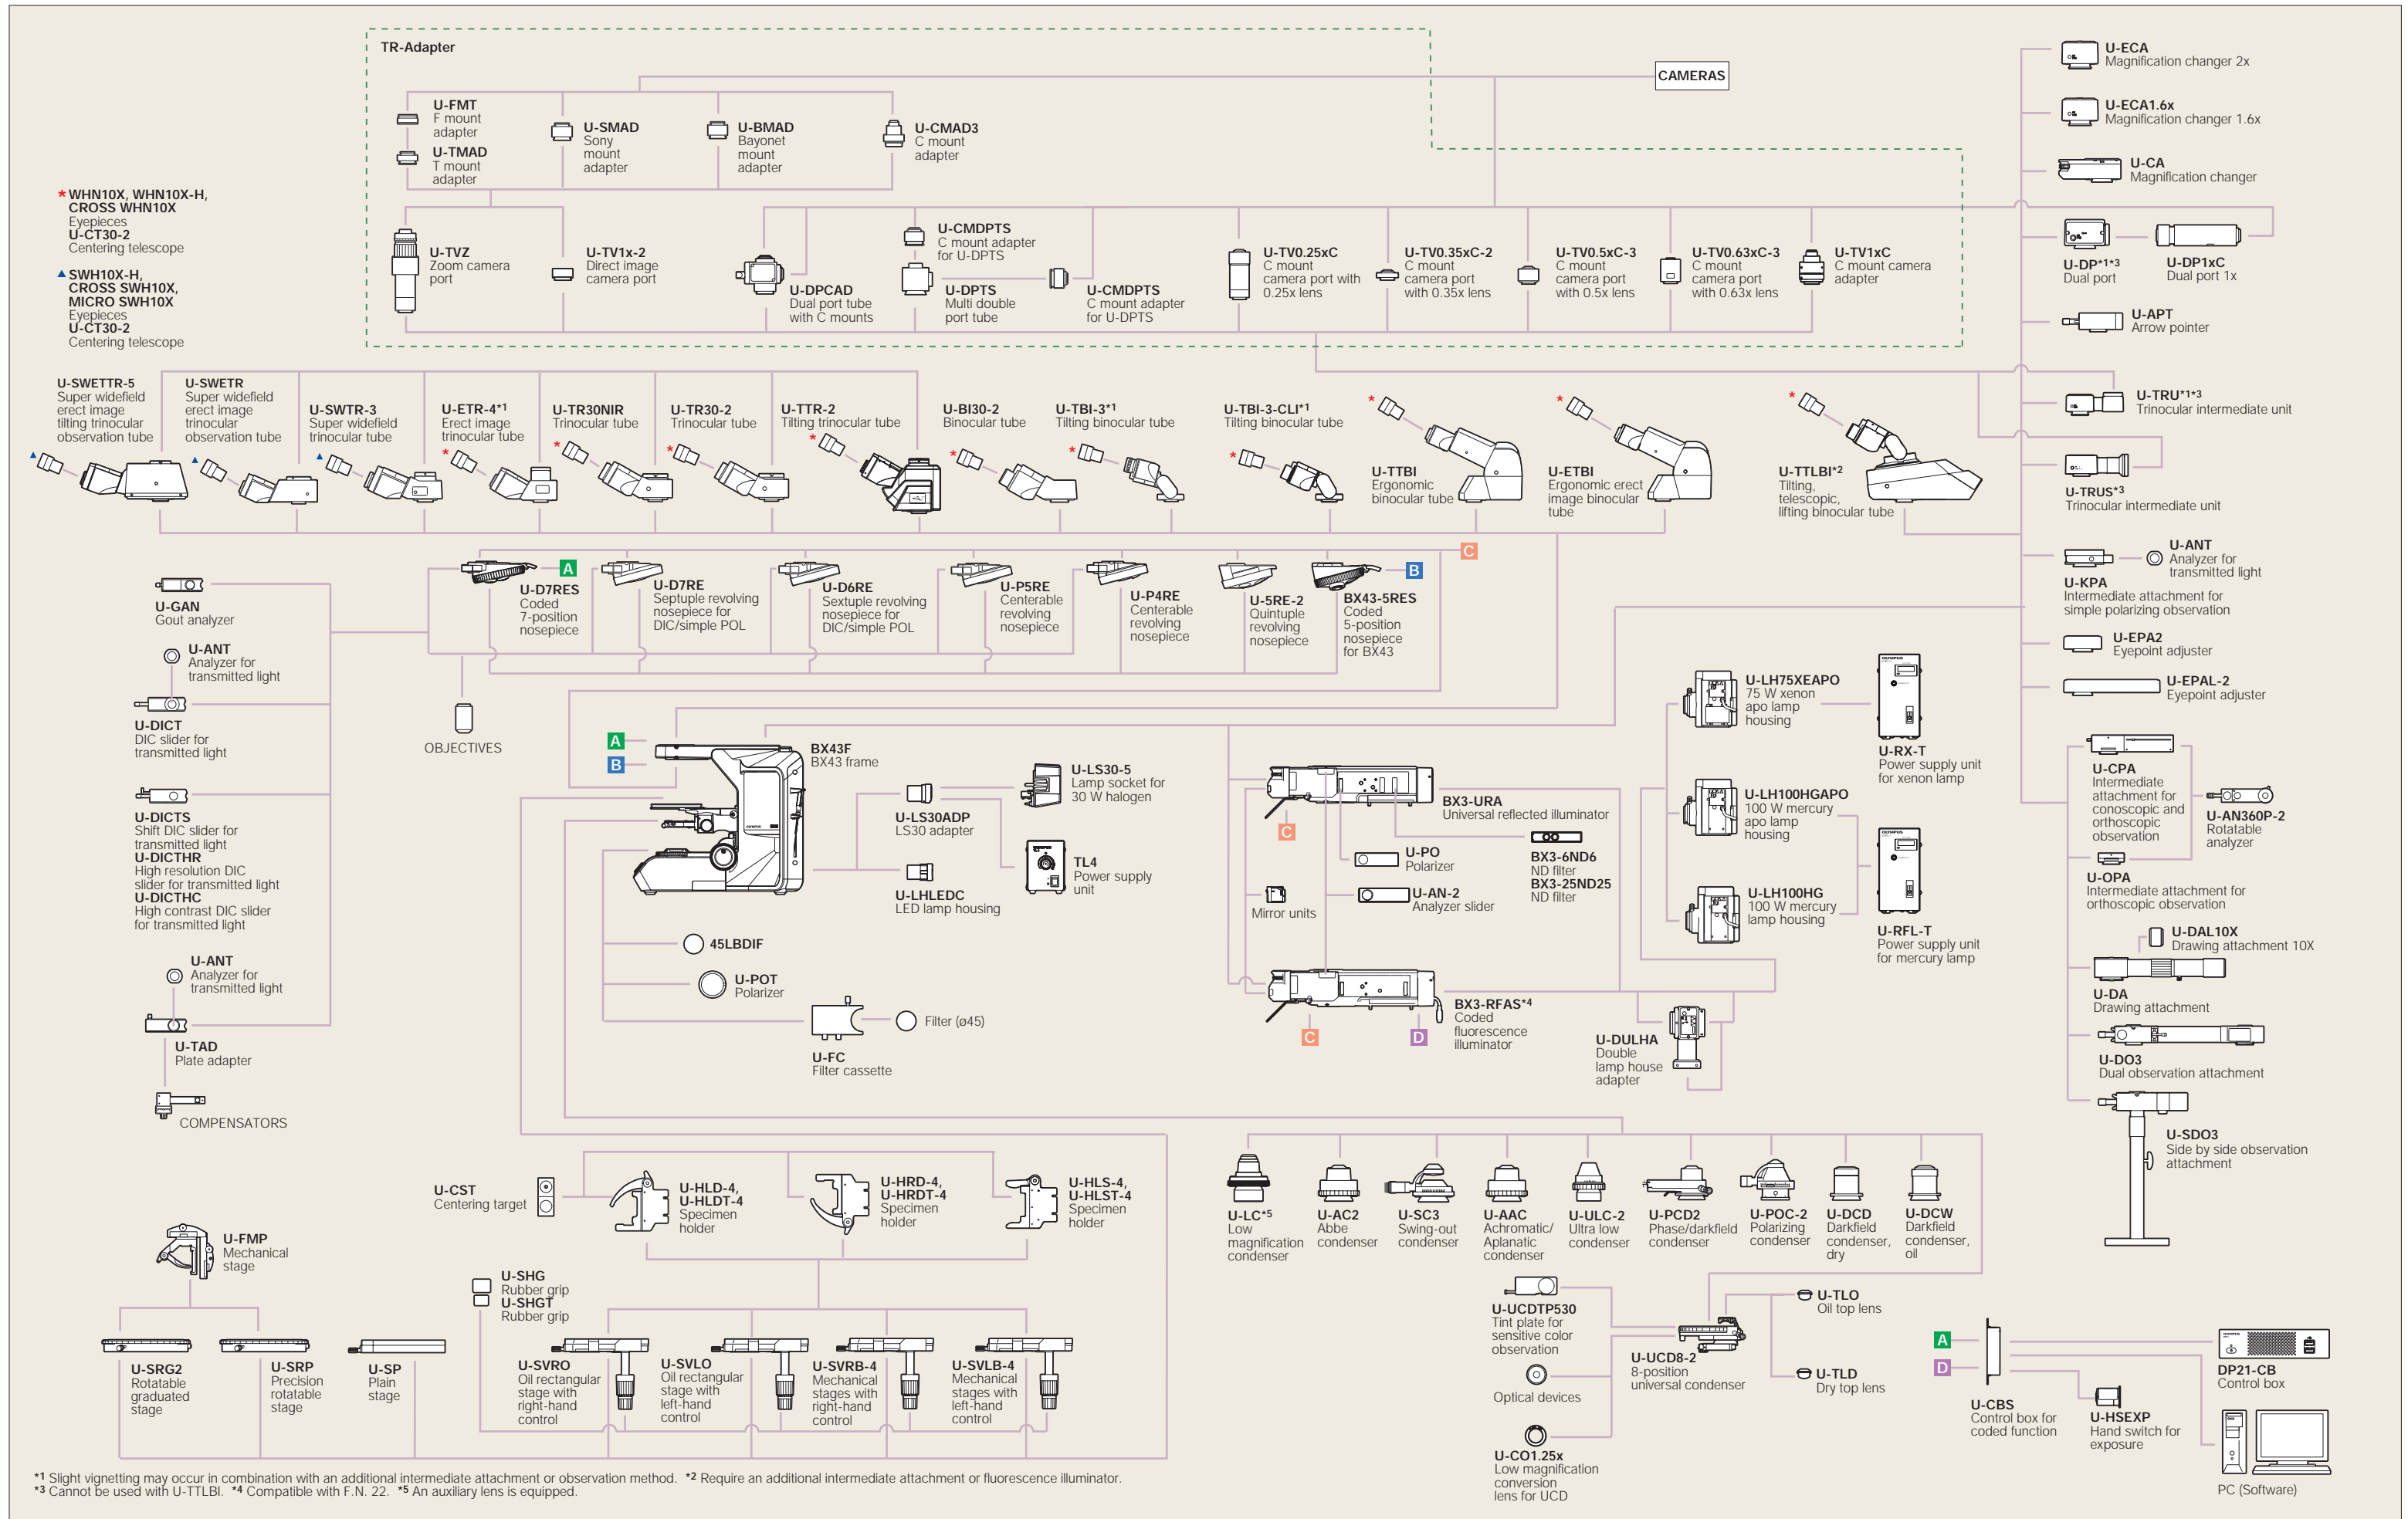 TR-Adapter
CAMERAS
U-FMT
F mount
adapter
U-TMAD
T mount
adapter
U-SMAD
Sony
mount
adapter
U-BMAD
Bayonet
mount
adapter
U-CMAD3
C mount
adapter
U-ECA
Magnification changer 2x
U-ECA1.6x
Magnification changer 1.6x
U-CA
Magnification changer
* WHN10X, WHN10X-H,
CROSS WHN10X
Eyepieces
U-CT30-2
Centering telescope
▲ SWH10X-H,
CROSS SWH10X,
MICRO SWH10X
Eyepieces
U-CT30-2
Centering telescope
U-TVZ
Zoom camera
port
U-TV1x-2
Direct image
camera port
U-DPCAD
Dual port tube
with C mounts
U-CMDPTS
C mount adapter
for U-DPTS
U-DPTS
Multi double
port tube
U-CMDPTS
C mount adapter
for U-DPTS
U-TV0.25xC
C mount
camera port with
0.25x lens
U-TV0.35xC-2
C mount
camera port
with 0.35x lens
U-TV0.5xC-3
C mount
camera port
with 0.5x lens
U-TV0.63xC-3
C mount
camera port
with 0.63x lens
U-TV1xC
C mount camera
adapter
U-DP*1*3
Dual port
U-DP1xC
Dual port 1x
U-APT
Arrow pointer
U-TRU*1*3
Trinocular intermediate unit
U-TRUS*3
Trinocular intermediate unit
U-SWETTR-5
Super widefield
erect image
tilting trinocular
observation tube
U-SWETR
Super widefield
erect image
trinocular
observation tube
U-SWTR-3
Super widefield
trinocular tube
U-ETR-4*1
Erect image
trinocular tube
U-TR30NIR
Trinocular tube
U-TR30-2
Trinocular tube
U-TTR-2
Tilting trinocular tube
U-BI30-2
Binocular tube
U-TBI-3*1
Tilting binocular tube
U-TBI-3-CLI*1
Tilting binocular tube
U-TTBI
Ergonomic
binocular tube
U-ETBI
Ergonomic erect
image binocular
tube
U-TTLBI*2
Tilting,
telescopic,
lifting binocular tube
▲
▲
▲
*
*
*
*
*
*
*
*
*
*
U-KPA
Intermediate attachment for
simple polarizing observation
U-ANT
Analyzer for
transmitted light
U-EPA2
Eyepoint adjuster
U-EPAL-2
Eyepoint adjuster
U-GAN
Gout analyzer
U-ANT
Analyzer for
transmitted light
U-DICT
DIC slider for
transmitted light
U-DICTS
Shift DIC slider for
transmitted light
U-DICTHR
High resolution DIC
slider for transmitted light
U-DICTHC
High contrast DIC slider
for transmitted light
U-ANT
Analyzer for
transmitted light
U-TAD
Plate adapter
COMPENSATORS
A
U-D7RES
Coded
7-position
nosepiece
U-D7RE
Septuple revolving
nosepiece for
DIC/simple POL
U-D6RE
Sextuple revolving
nosepiece for
DIC/simple POL
U-P5RE
Centerable
revolving
nosepiece
U-P4RE
Centerable
revolving
nosepiece
U-5RE-2
Quintuple
revolving
nosepiece
BX43-5RES
Coded
5-position
nosepiece
for BX43
B
C
OBJECTIVES
A
B
BX43F
BX43 frame
U-LS30ADP
LS30 adapter
U-LS30-5
Lamp socket for
30 W halogen
U-LHLEDC
LED lamp housing
TL4
Power supply
unit
45LBDIF
U-POT
Polarizer
U-FC
Filter cassette
Filter (ø45)
BX3-URA
Universal reflected illuminator
C
U-PO
Polarizer
BX3-6ND6
ND filter
BX3-25ND25
ND filter
U-AN-2
Analyzer slider
Mirror units
BX3-RFAS*4
Coded
fluorescence
illuminator
C
D
U-LH75XEAPO
75 W xenon
apo lamp
housing
U-RX-T
Power supply unit
for xenon lamp
U-LH100HGAPO
100 W mercury
apo lamp
housing
U-LH100HG
100 W mercury
lamp housing
U-RFL-T
Power supply unit
for mercury lamp
U-DULHA
Double
lamp house
adapter
U-CPA
Intermediate
attachment for
conoscopic and
orthoscopic
observation
U-AN360P-2
Rotatable
analyzer
U-OPA
Intermediate attachment for
orthoscopic observation
U-DAL10X
Drawing attachment 10X
U-DA
Drawing attachment
U-DO3
Dual observation attachment
U-SDO3
Side by side observation
attachment
U-CST
Centering target
U-HLD-4,
U-HLDT-4
Specimen
holder
U-HRD-4,
U-HRDT-4
Specimen
holder
U-HLS-4,
U-HLST-4
Specimen
holder
U-FMP
Mechanical
stage
U-SHG
Rubber grip
U-SHGT
Rubber grip
U-SRG2
Rotatable
graduated
stage
U-SRP
Precision
rotatable
stage
U-SP
Plain
stage
U-SVRO
Oil rectangular
stage with
right-hand
control
U-SVLO
Oil rectangular
stage with
left-hand
control
U-SVRB-4
Mechanical
stages with
right-hand
control
U-SVLB-4
Mechanical
stages with
left-hand
control
U-LC*5
Low
magnification
condenser
U-AC2
Abbe
condenser
U-SC3
Swing-out
condenser
U-AAC
Achromatic/
Aplanatic
condenser
U-ULC-2
Ultra low
condenser
U-PCD2
Phase/darkfield
condenser
U-POC-2
Polarizing
condenser
U-DCD
Darkfield
condenser,
dry
U-DCW
Darkfield
condenser,
oil
U-UCDTP530
Tint plate for
sensitive color
observation
Optical devices
U-CO1.25x
Low magnification
conversion
lens for UCD
U-UCD8-2
8-position
universal condenser
U-TLO
Oil top lens
U-TLD
Dry top lens
A
D
U-CBS
Control box for
coded function
U-HSEXP
Hand switch for
exposure
DP21-CB
Control box
PC (Software)
*1 Slight vignetting may occur in combination with an additional intermediate attachment or observation method. *2 Require an additional intermediate attachment or fluorescence illuminator.
*3 Cannot be used with U-TTLBI. *4 Compatible with F.N. 22. *5 An auxiliary lens is equipped.